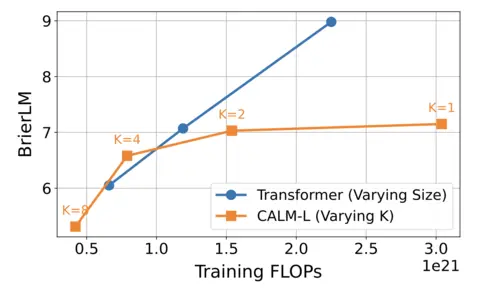 9
8
7
6
BrierLM
K=8
K=4
K=2
K=1
Transformer (Varying Size)
CALM-L (Varying K)
0.5 1.0 1.5 2.0 2.5 3.0
1e21
Training FLOPs